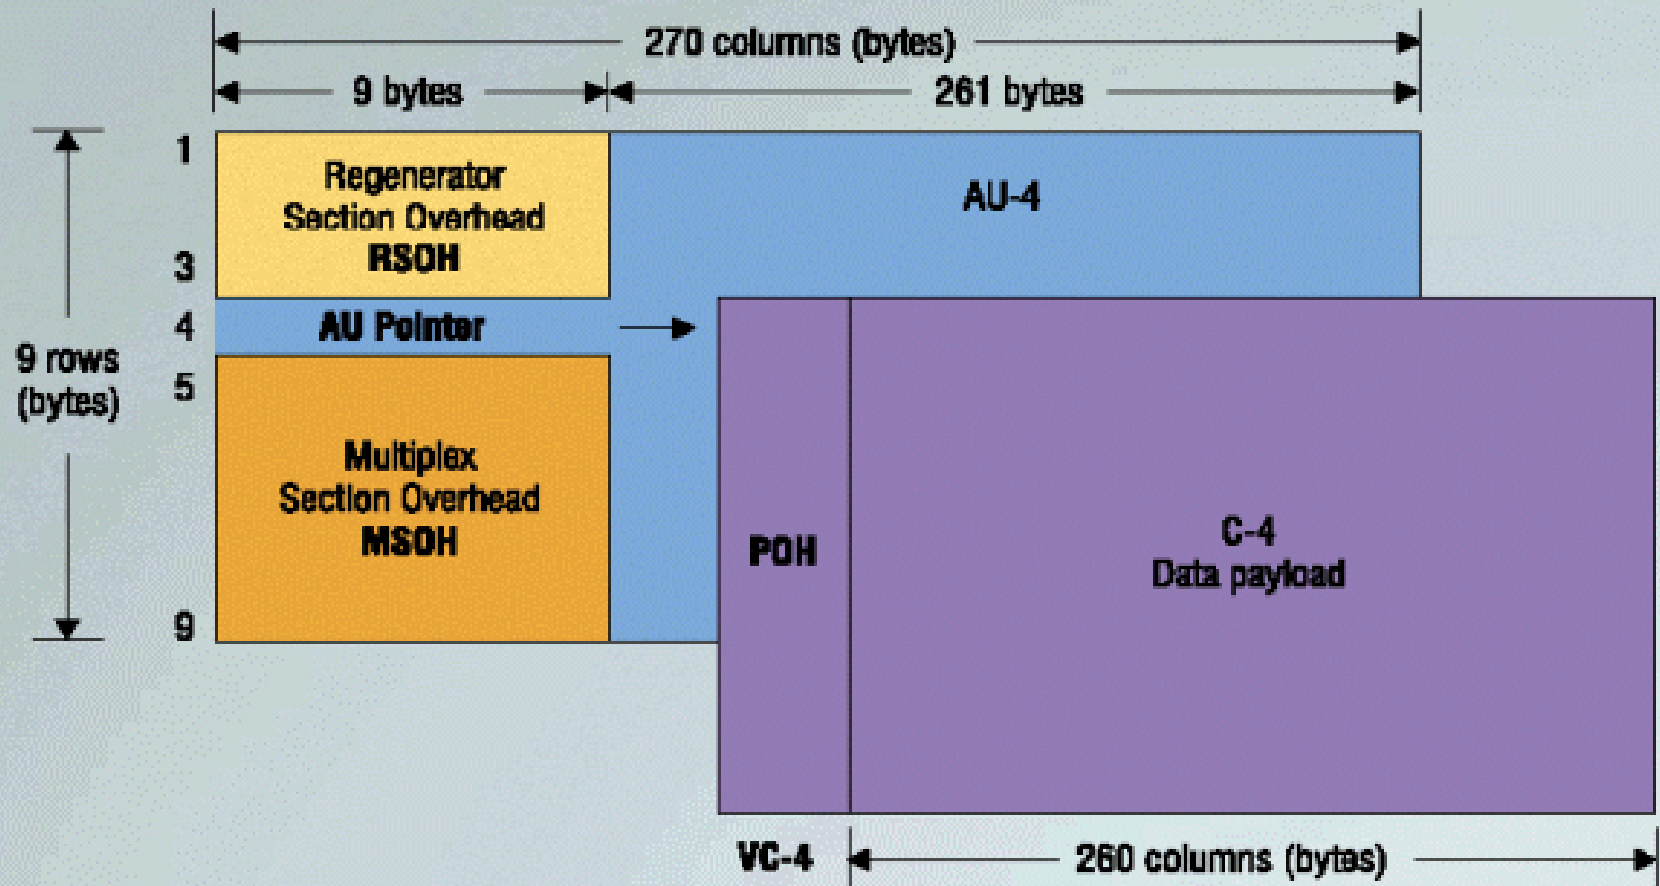 270 columns (bytes)
9 bytes
261 bytes
1
Regenerator
Section Overhead
RSOH
AU-4
3
4
AU Pointer
9 rows
(bytes)
5
Multiplex
Section Overhead
MSOH
POH
C-4
Data payload
9
VC-4
260 columns (bytes)